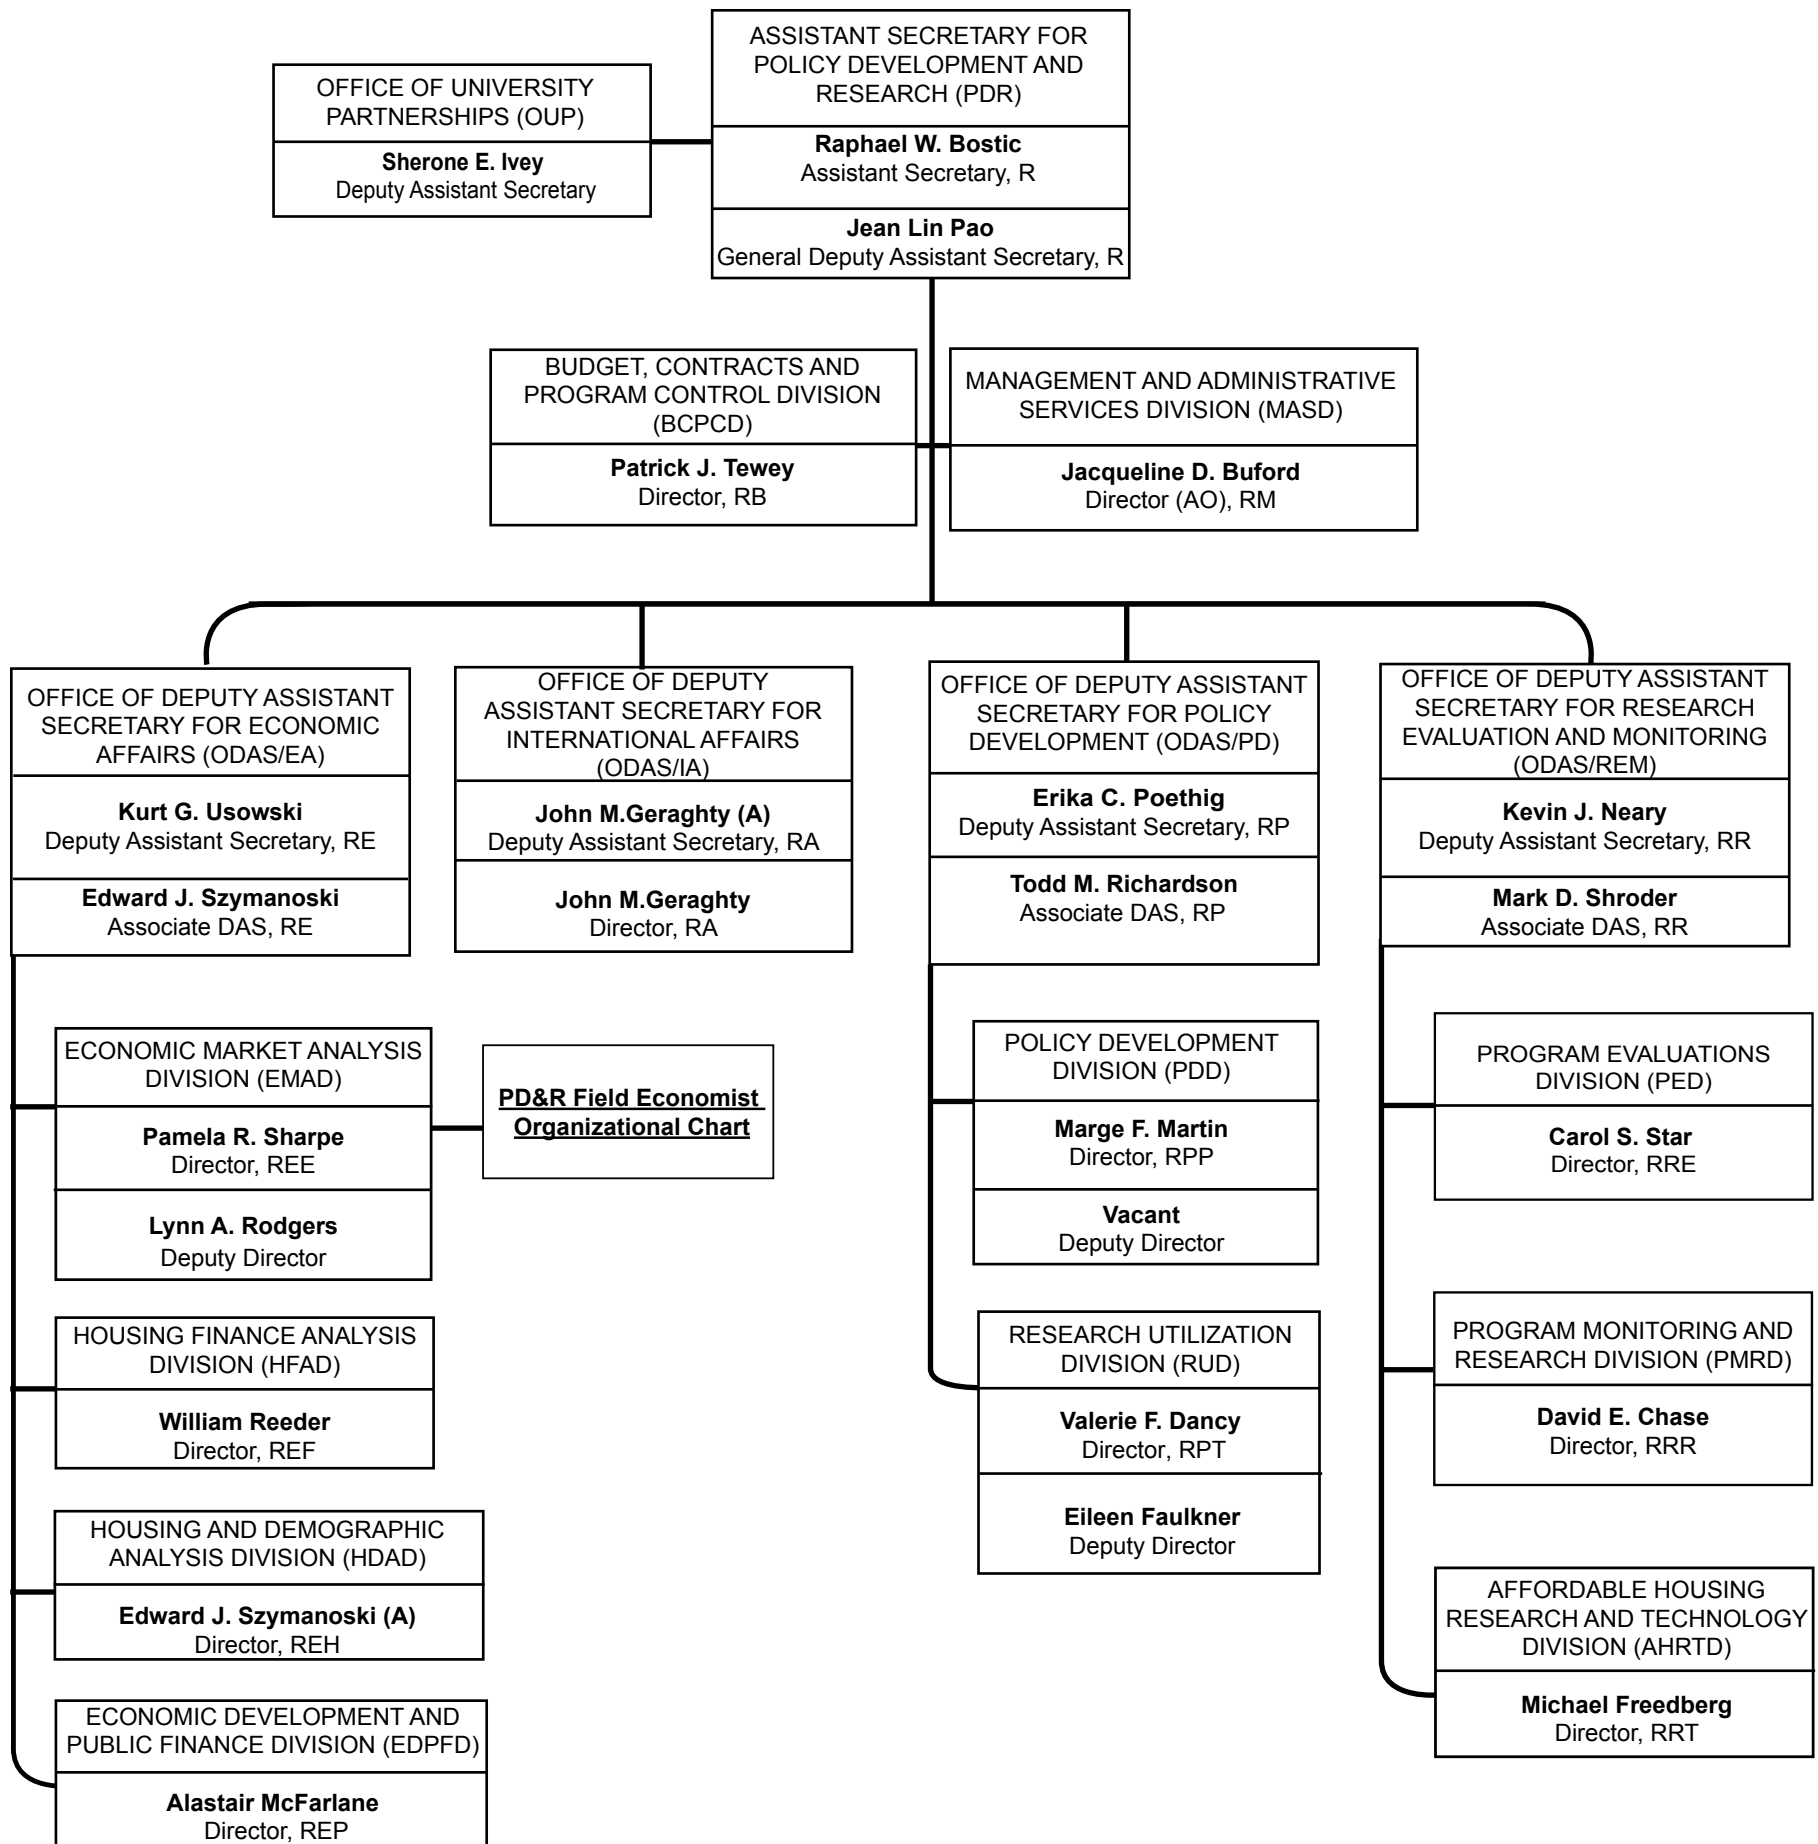 ASSISTANT SECRETARY FOR
POLICY DEVELOPMENT AND
RESEARCH (PDR)
Raphael W. Bostic
Assistant Secretary, R
Jean Lin Pao
General Deputy Assistant Secretary, R
OFFICE OF UNIVERSITY
PARTNERSHIPS (OUP)
Sherone E. Ivey
Deputy Assistant Secretary
BUDGET, CONTRACTS AND
PROGRAM CONTROL DIVISION
(BCPCD)
Patrick J. Tewey
Director, RB
MANAGEMENT AND ADMINISTRATIVE
SERVICES DIVISION (MASD)
Jacqueline D. Buford
Director (AO), RM
OFFICE OF DEPUTY ASSISTANT
SECRETARY FOR ECONOMIC
AFFAIRS (ODAS/EA)
Kurt G. Usowski
Deputy Assistant Secretary, RE
Edward J. Szymanoski
Associate DAS, RE
OFFICE OF DEPUTY
ASSISTANT SECRETARY FOR
INTERNATIONAL AFFAIRS
(ODAS/IA)
John M.Geraghty (A)
Deputy Assistant Secretary, RA
John M.Geraghty
Director, RA
OFFICE OF DEPUTY ASSISTANT
SECRETARY FOR POLICY
DEVELOPMENT (ODAS/PD)
Erika C. Poethig
Deputy Assistant Secretary, RP
Todd M. Richardson
Associate DAS, RP
OFFICE OF DEPUTY ASSISTANT
SECRETARY FOR RESEARCH
EVALUATION AND MONITORING
(ODAS/REM)
Kevin J. Neary
Deputy Assistant Secretary, RR
Mark D. Shroder
Associate DAS, RR
ECONOMIC MARKET ANALYSIS
DIVISION (EMAD)
Pamela R. Sharpe
Director, REE
Lynn A. Rodgers
Deputy Director
PD&R Field Economist
Organizational Chart
HOUSING FINANCE ANALYSIS
DIVISION (HFAD)
William Reeder
Director, REF
HOUSING AND DEMOGRAPHIC
ANALYSIS DIVISION (HDAD)
Edward J. Szymanoski (A)
Director, REH
ECONOMIC DEVELOPMENT AND
PUBLIC FINANCE DIVISION (EDPFD)
Alastair McFarlane
Director, REP
POLICY DEVELOPMENT
DIVISION (PDD)
Marge F. Martin
Director, RPP
Vacant
Deputy Director
RESEARCH UTILIZATION
DIVISION (RUD)
Valerie F. Dancy
Director, RPT
Eileen Faulkner
Deputy Director
PROGRAM EVALUATIONS
DIVISION (PED)
Carol S. Star
Director, RRE
PROGRAM MONITORING AND
RESEARCH DIVISION (PMRD)
David E. Chase
Director, RRR
AFFORDABLE HOUSING
RESEARCH AND TECHNOLOGY
DIVISION (AHRTD)
Michael Freedberg
Director, RRT